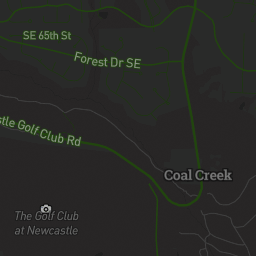 SE 65th St
Forest Dr SE
stle Golf Club Rd
Coal Creek
The Golf Club
at Newcastle